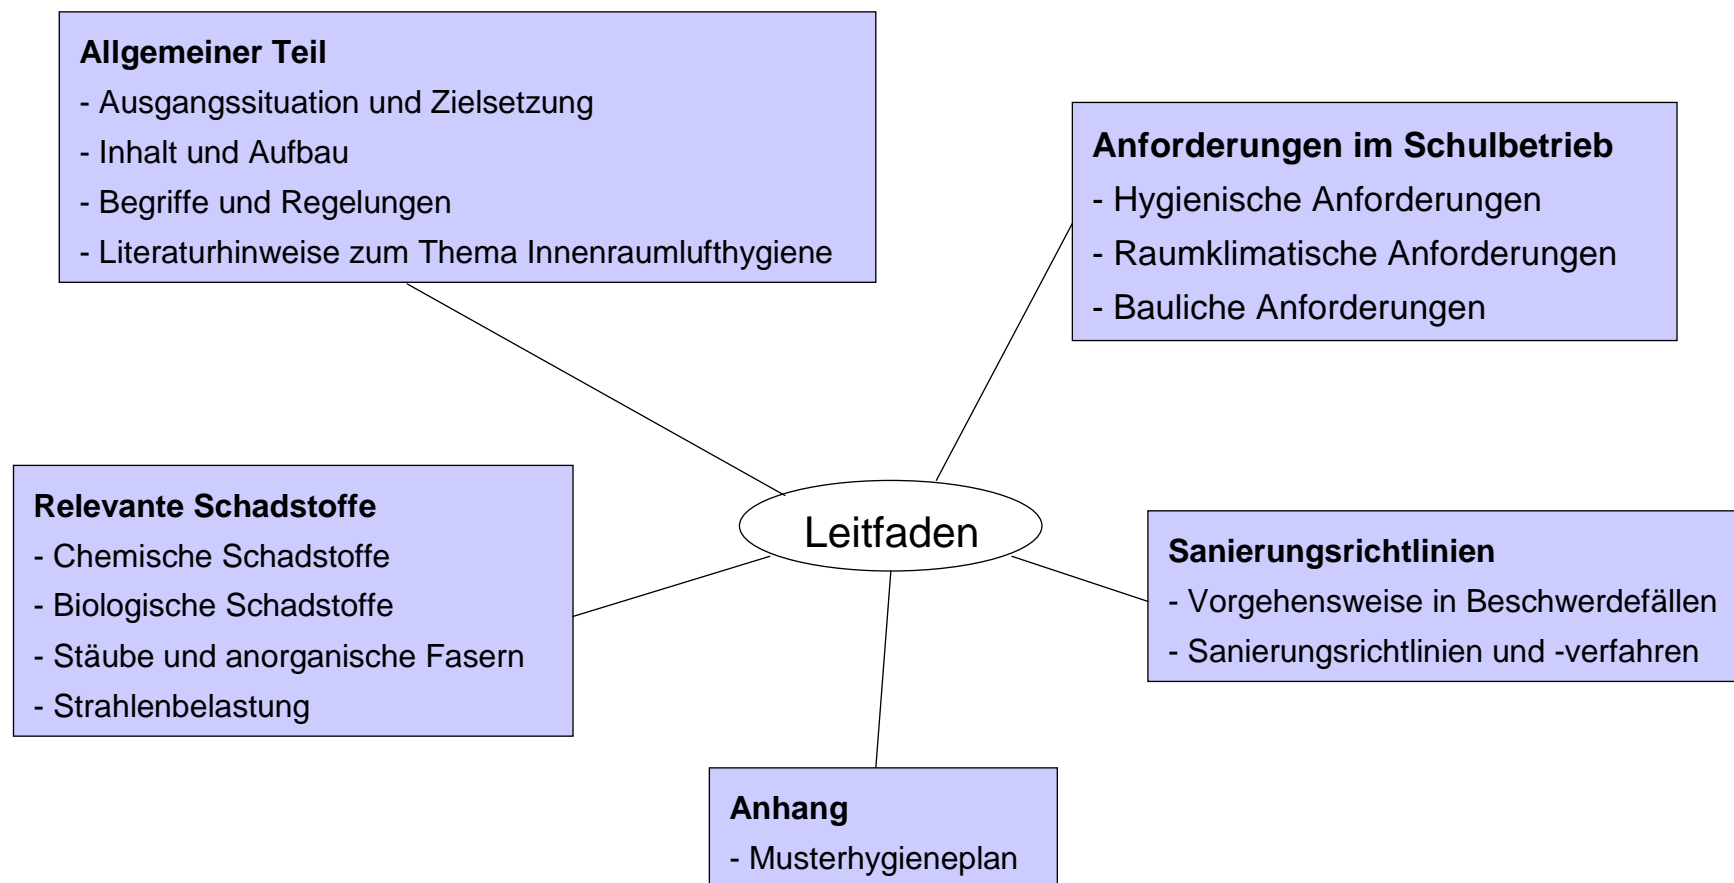 Allgemeiner Teil
- Ausgangssituation und Zielsetzung
- Inhalt und Aufbau
- Begriffe und Regelungen
- Literaturhinweise zum Thema Innenraumlufthygiene
Anforderungen im Schulbetrieb
- Hygienische Anforderungen
- Raumklimatische Anforderungen
- Bauliche Anforderungen
Relevante Schadstoffe
- Chemische Schadstoffe
- Biologische Schadstoffe
- Stäube und anorganische Fasern
- Strahlenbelastung
Leitfaden
Sanierungsrichtlinien
- Vorgehensweise in Beschwerdefällen
- Sanierungsrichtlinien und -verfahren
Anhang
- Musterhygieneplan